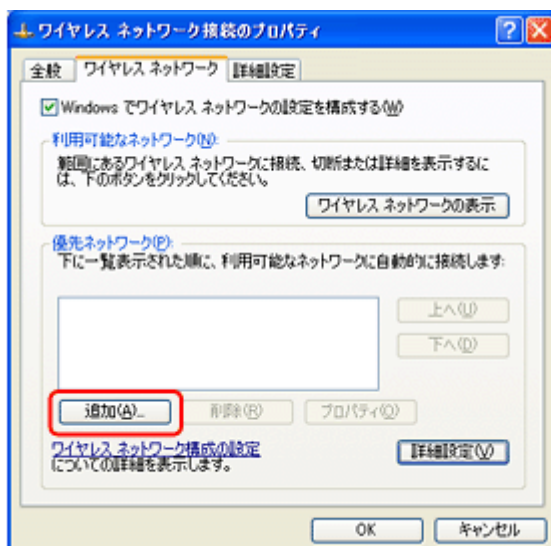 ワイヤレス ネットワーク接続のプロパティ
全般 ワイヤレス ネットワーク 詳細設定
Windows でワイヤレス ネットワークの設定を構成する(W)
利用可能なネットワーク(N):
範囲にあるワイヤレス ネットワークに接続、切断または詳細を表示するに
は、下のボタンをクリックしてください。
ワイヤレス ネットワークの表示
優先ネットワーク(P):
下に一覧表示された順に、利用可能なネットワークに自動的に接続します:
上へ(U)
下へ(D)
追加(A)... 削除(R) プロパティ(O)
ワイヤレス ネットワーク構成の設定
についての詳細を表示します。
詳細設定(V)
OK キャンセル